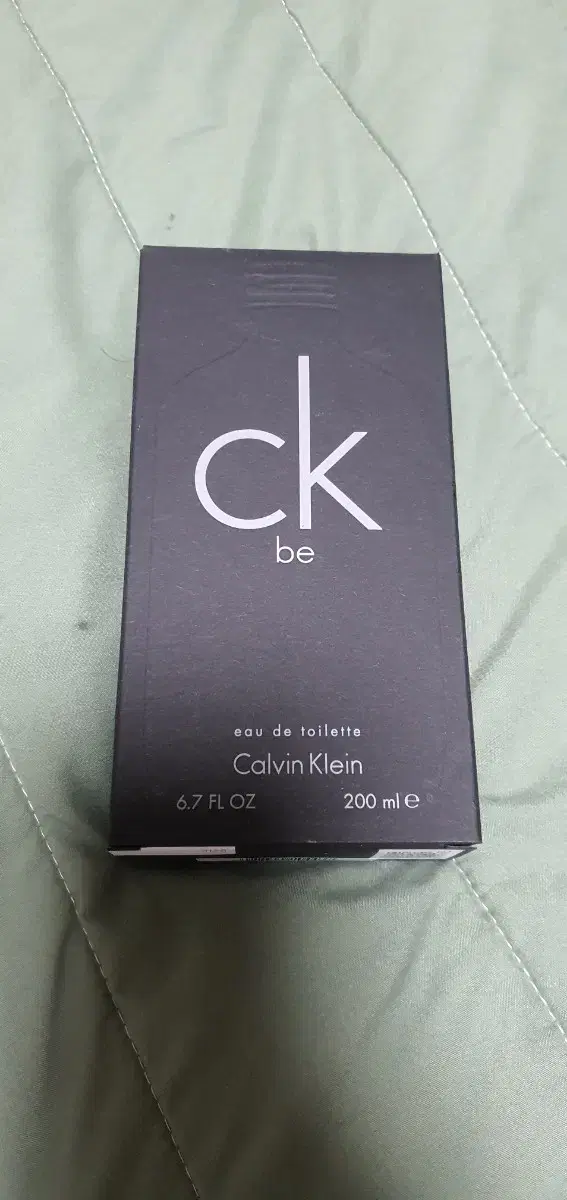 ck
be
eau de toilette
Calvin Klein
6.7 FL OZ 200 ml e